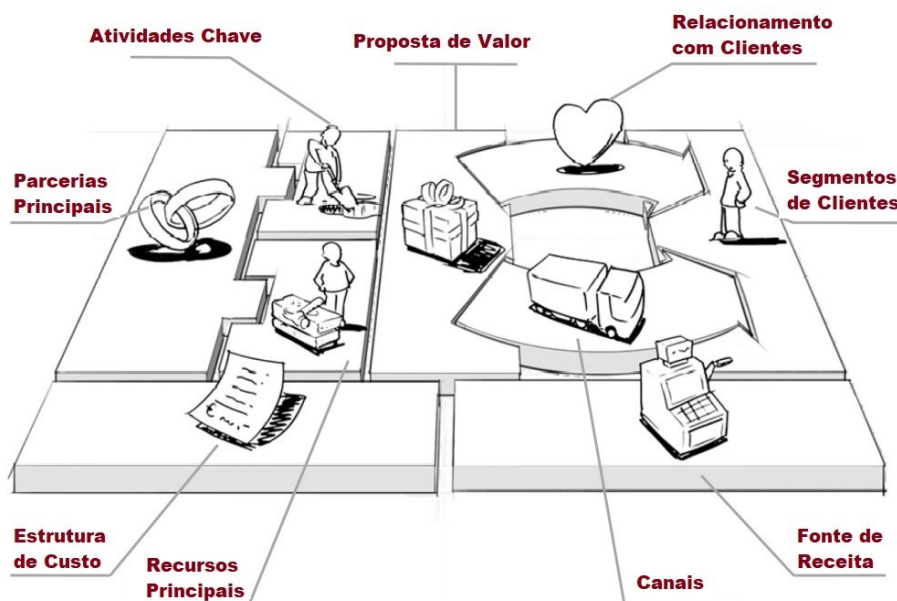 Atividades Chave
Proposta de Valor
Relacionamento
com Clientes
Parcerias
Principais
Segmentos
de Clientes
Estrutura
de Custo
Recursos
Principais
Canais
Fonte de
Receita